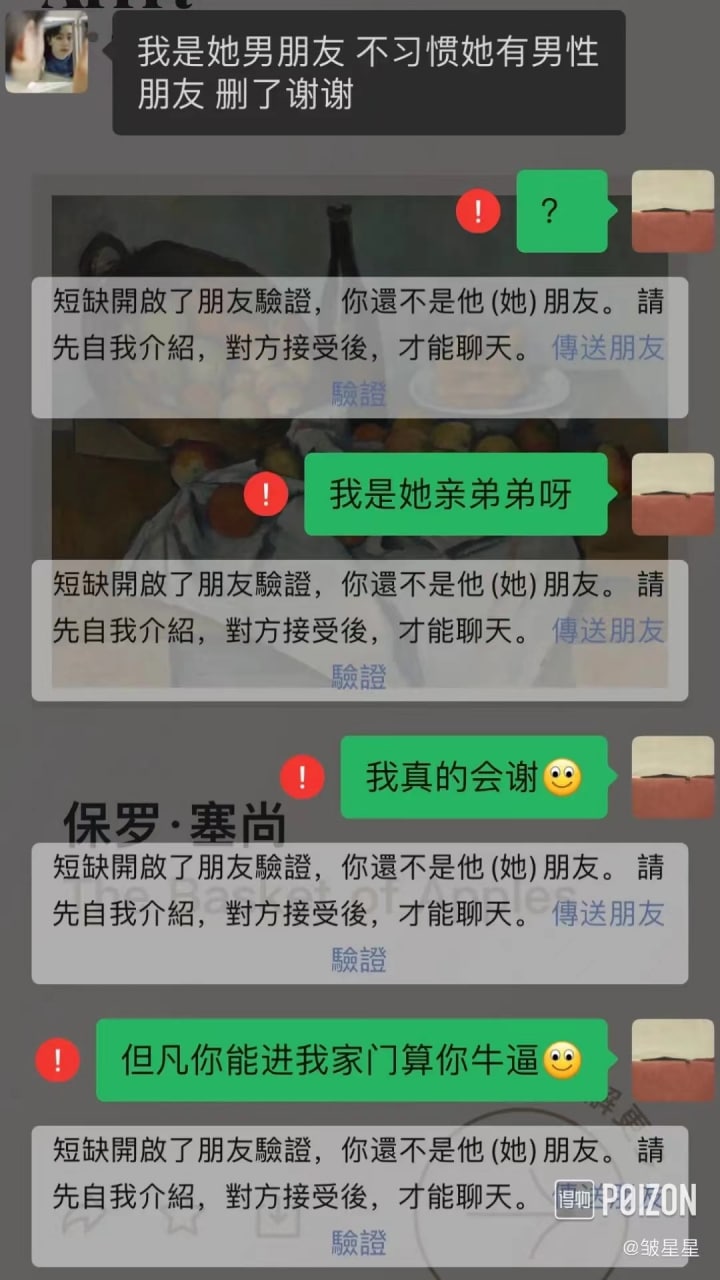 我是她男朋友 不习惯她有男性
朋友 删了谢谢
?
短缺開啟了朋友驗證，你還不是他(她)朋友。 請
先自我介紹，對方接受後，才能聊天。 傳送朋友
驗證
我是她亲弟弟呀
短缺開啟了朋友驗證，你還不是他(她)朋友。 請
先自我介紹，對方接受後，才能聊天。 傳送朋友
驗證
我真的会谢
保罗·塞尚
短缺開啟了朋友驗證，你還不是他(她)朋友。 請
The Basket of Apples
先自我介紹，對方接受後，才能聊天。 傳送朋友
驗證
但凡你能进我家门算你牛逼
短缺開啟了朋友驗證，你還不是他(她)朋友。 請
先自我介紹，對方接受後，才能聊天。 傳送朋友
驗證
得物 POIZON
@皱星星